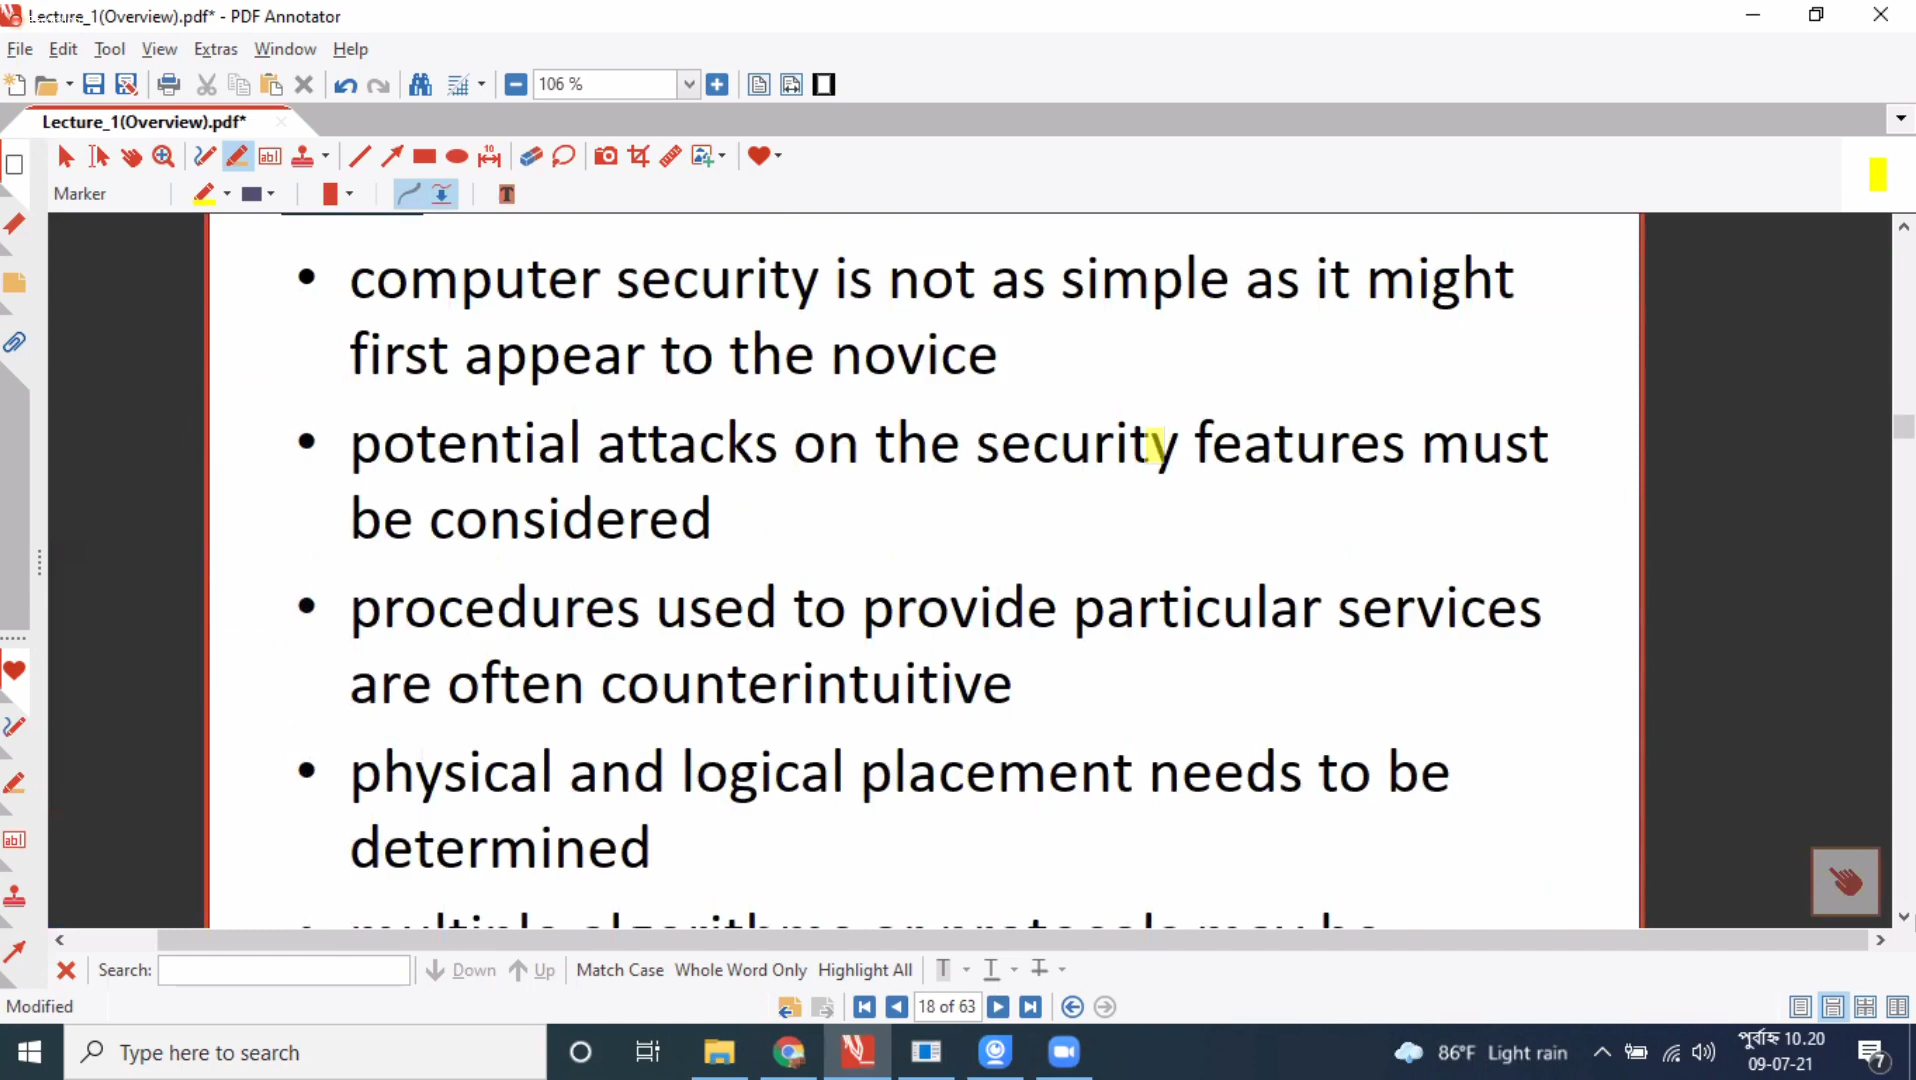 Lecture_1(Overview).pdf* - PDF Annotator
File Edit Tool View Extras Window Help
106 %
Lecture_1(Overview).pdf*
abl
10
Marker
T
• computer security is not as simple as it might
first appear to the novice
• potential attacks on the security features must
be considered
• procedures used to provide particular services
are often counterintuitive
• physical and logical placement needs to be
determined
abl
Search: Down Up Match Case Whole Word Only Highlight All T T T
Modified
18 of 63
Type here to search
86°F Light rain
পূর্বাহ্ন 10.20
09-07-21
7